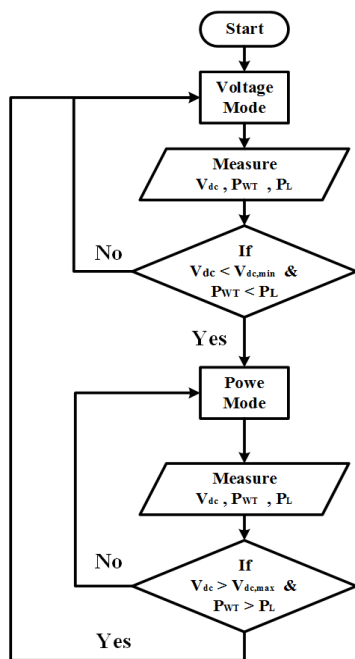 Start
Voltage
Mode
Measure
Vdc , PWT , PL
No
If
Vdc < Vdc,min &
PWT < PL
Yes
Powe
Mode
Measure
Vdc , PWT , PL
No
If
Vdc > Vdc,max &
PWT > PL
Yes